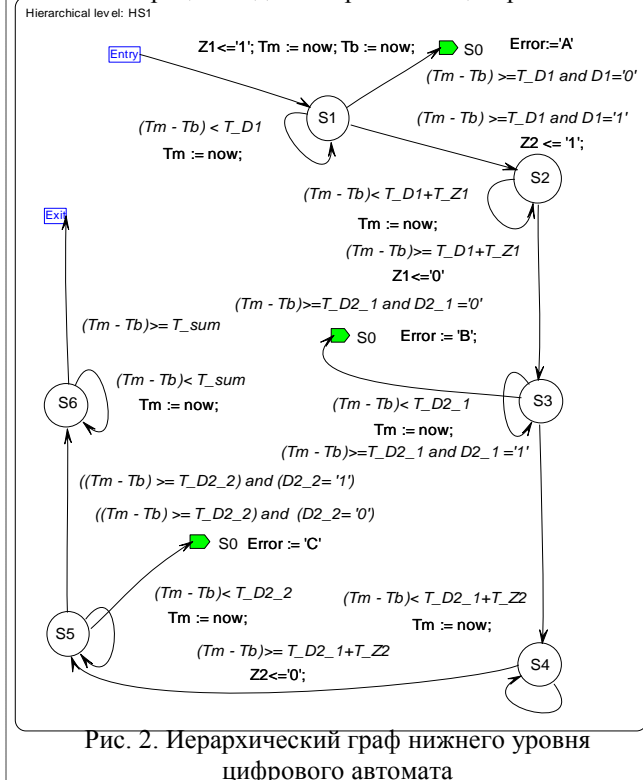 Hierarchical level: HS1
Entry
Z1<='1'; Tm := now; Tb := now;
S0
Error:='A'
(Tm - Tb) >=T_D1 and D1='0'
S1
(Tm - Tb) < T_D1
Tm := now;
(Tm - Tb) >=T_D1 and D1='1'
Z2 <= '1';
S2
(Tm - Tb)< T_D1+T_Z1
Tm := now;
Exit
(Tm - Tb)>= T_D1+T_Z1
Z1<='0'
(Tm - Tb)>=T_D2_1 and D2_1 ='0'
S0
Error := 'B';
(Tm - Tb)>= T_sum
(Tm - Tb)< T_sum
Tm := now;
S6
S3
(Tm - Tb)< T_D2_1
Tm := now;
(Tm - Tb)>=T_D2_1 and D2_1 ='1'
((Tm - Tb) >= T_D2_2) and (D2_2= '1')
((Tm - Tb) >= T_D2_2) and (D2_2= '0')
S0 Error := 'C'
(Tm - Tb)< T_D2_2
Tm := now;
(Tm - Tb)< T_D2_1+T_Z2
Tm := now;
S5
(Tm - Tb)>= T_D2_1+T_Z2
Z2<='0';
S4
Рис. 2. Иерархический граф нижнего уровня
цифрового автомата